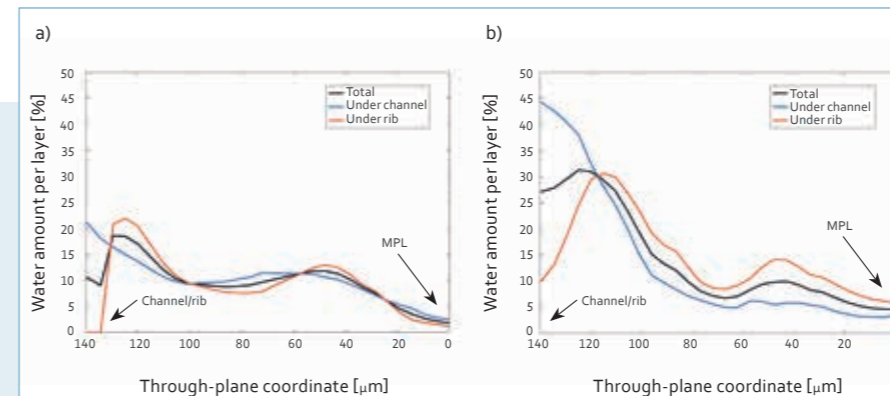 a)
Water amount per layer [%]
50
45
40
35
30
25
20
15
10
5
0
Total
Under channel
Under rib
MPL
Channel/rib
140 120 100 80 60 40 20 0
Through-plane coordinate [μm]
b)
Water amount per layer [%]
50
45
40
35
30
25
20
15
10
5
0
Total
Under channel
Under rib
MPL
Channel/rib
140 120 100 80 60 40 20 0
Through-plane coordinate [μm]